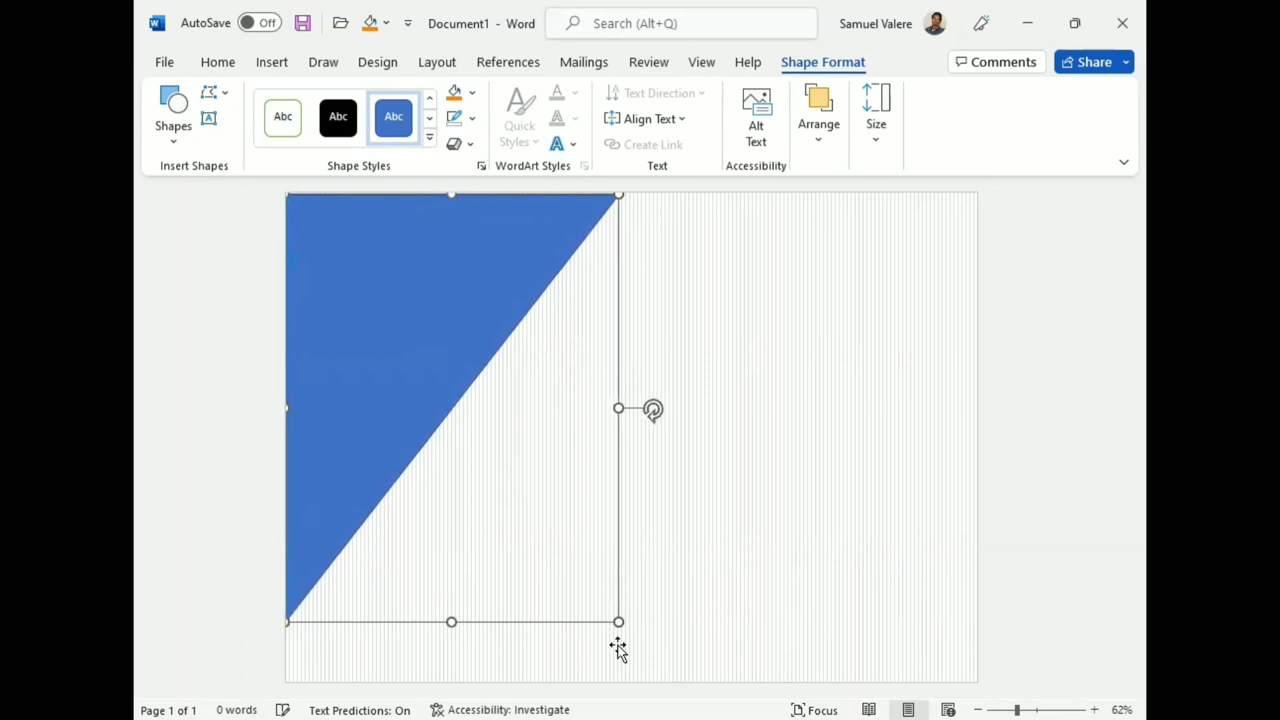 AutoSave Off Document1 - Word Search (Alt+Q) Samuel Valere
File Home Insert Draw Design Layout References Mailings Review View Help Shape Format Comments Share
Shapes
Insert Shapes
Abc Abc Abc
Shape Styles
Quick
Styles
WordArt Styles
Text Direction
Align Text
Create Link
Text
Alt
Text
Accessibility
Arrange
Size
Page 1 of 1 0 words Text Predictions: On Accessibility: Investigate Focus 62%